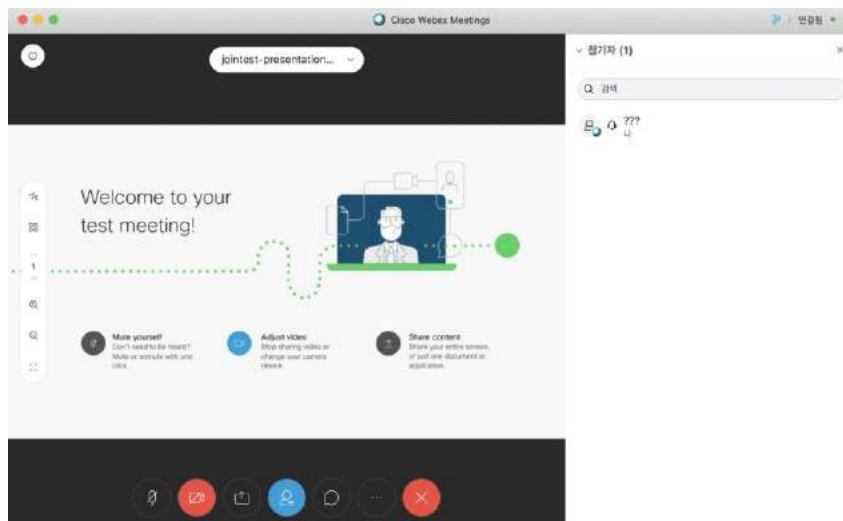 Cisco Webex Meetings
연결됨
jointest-presentation...
참가자 (1)
검색
???
나
Welcome to your
test meeting!
1
Mute yourself
Don't need to be heard?
Mute or unmute with one
click.
Adjust video
Stop sharing video or
change your camera
device.
Share content
Share your entire screen,
or just one document or
application.